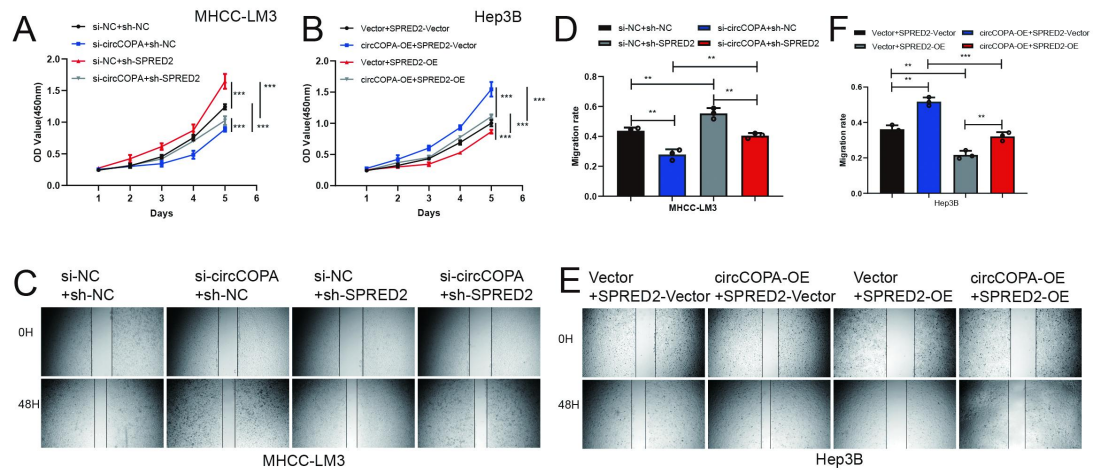 A
MHCC-LM3
si-NC+sh-NC
si-circCOPA+sh-NC
si-NC+sh-SPRED2
si-circCOPA+sh-SPRED2
OD Value(450nm)
2.0
1.5
1.0
0.5
0.0
***
***
***
***
1 2 3 4 5 6
Days
B
Hep3B
Vector+SPRED2-Vector
circCOPA-OE+SPRED2-Vector
Vector+SPRED2-OE
circCOPA-OE+SPRED2-OE
OD Value(450nm)
2.0
1.5
1.0
0.5
0.0
***
***
***
***
1 2 3 4 5 6
Days
D
si-NC+sh-NC
si-circCOPA+sh-NC
si-NC+sh-SPRED2
si-circCOPA+sh-SPRED2
Migration rate
0.8
0.6
0.4
0.2
0.0
**
**
**
**
MHCC-LM3
F
Vector+SPRED2-Vector
circCOPA-OE+SPRED2-Vector
Vector+SPRED2-OE
circCOPA-OE+SPRED2-OE
Migration rate
0.6
0.4
0.2
0.0
***
**
**
**
Hep3B
C
si-NC
+sh-NC
si-circCOPA
+sh-NC
si-NC
+sh-SPRED2
si-circCOPA
+sh-SPRED2
0H
48H
MHCC-LM3
E
Vector
+SPRED2-Vector
circCOPA-OE
+SPRED2-Vector
Vector
+SPRED2-OE
circCOPA-OE
+SPRED2-OE
0H
48H
Hep3B